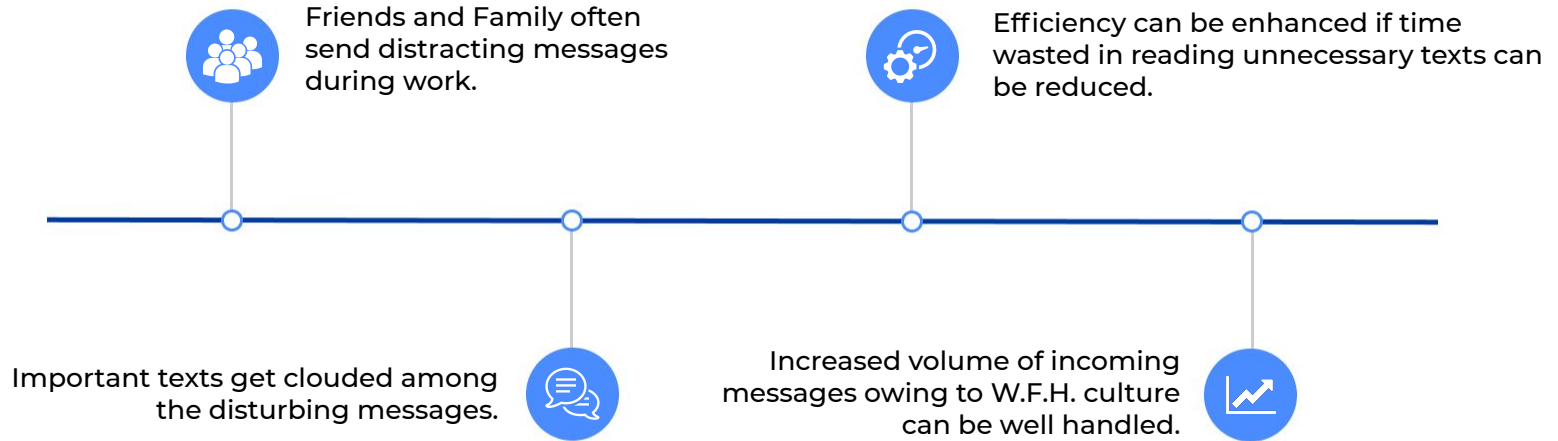 Friends and Family often
send distracting messages
during work.
Efficiency can be enhanced if time
wasted in reading unnecessary texts can
be reduced.
Important texts get clouded among
the disturbing messages.
Increased volume of incoming
messages owing to W.F.H. culture
can be well handled.